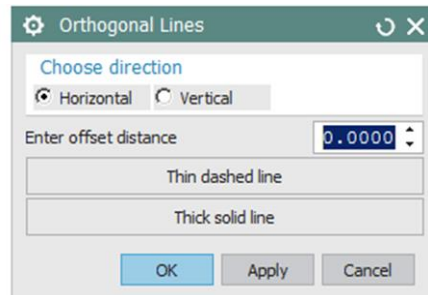 Orthogonal Lines
Choose direction
Horizontal Vertical
Enter offset distance 0.0000
Thin dashed line
Thick solid line
OK Apply Cancel